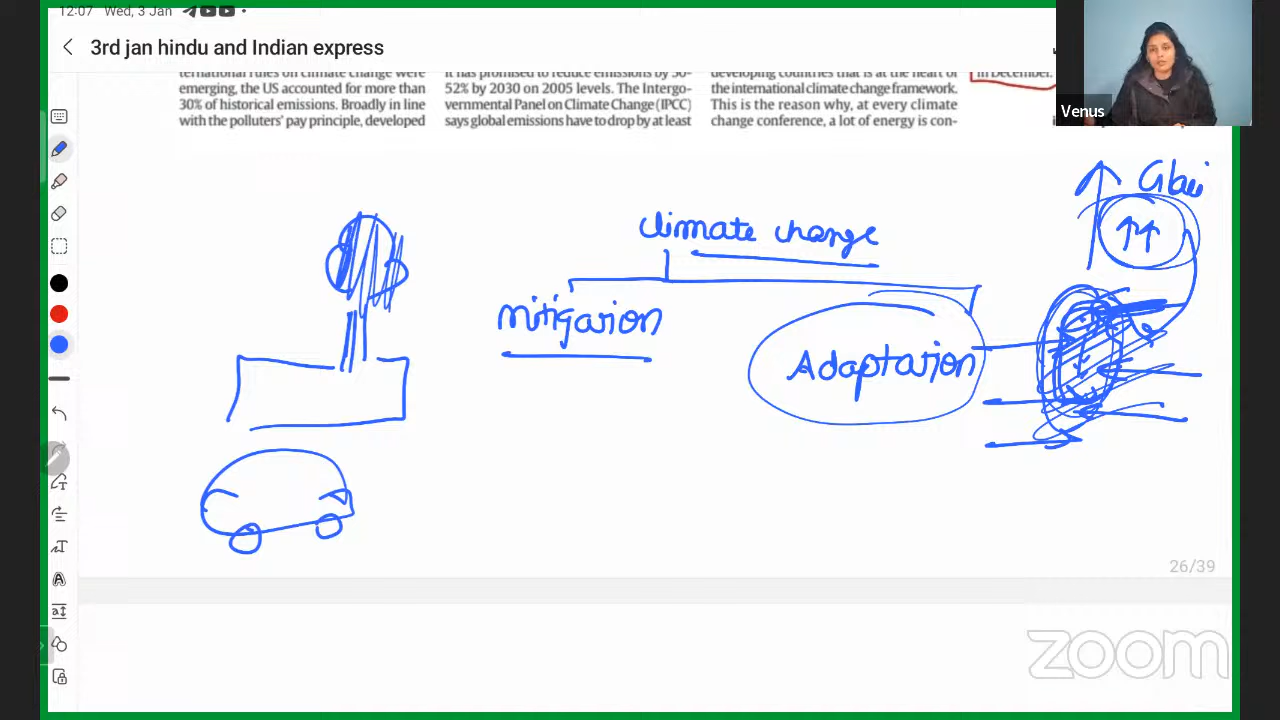 12:07 Wed, 3 Jan
3rd jan hindu and Indian express
ternational rules on climate change were
emerging, the US accounted for more than
30% of historical emissions. Broadly in line
with the polluters' pay principle, developed
it has promised to reduce emissions by 50-
52% by 2030 on 2005 levels. The Intergo-
vernmental Panel on Climate Change (IPCC)
says global emissions have to drop by at least
developing countries that is at the heart of
the international climate change framework.
This is the reason why, at every climate
change conference, a lot of energy is con-
in December.
Venus
climate change
mitigation
Adaptation
26/39
zoom